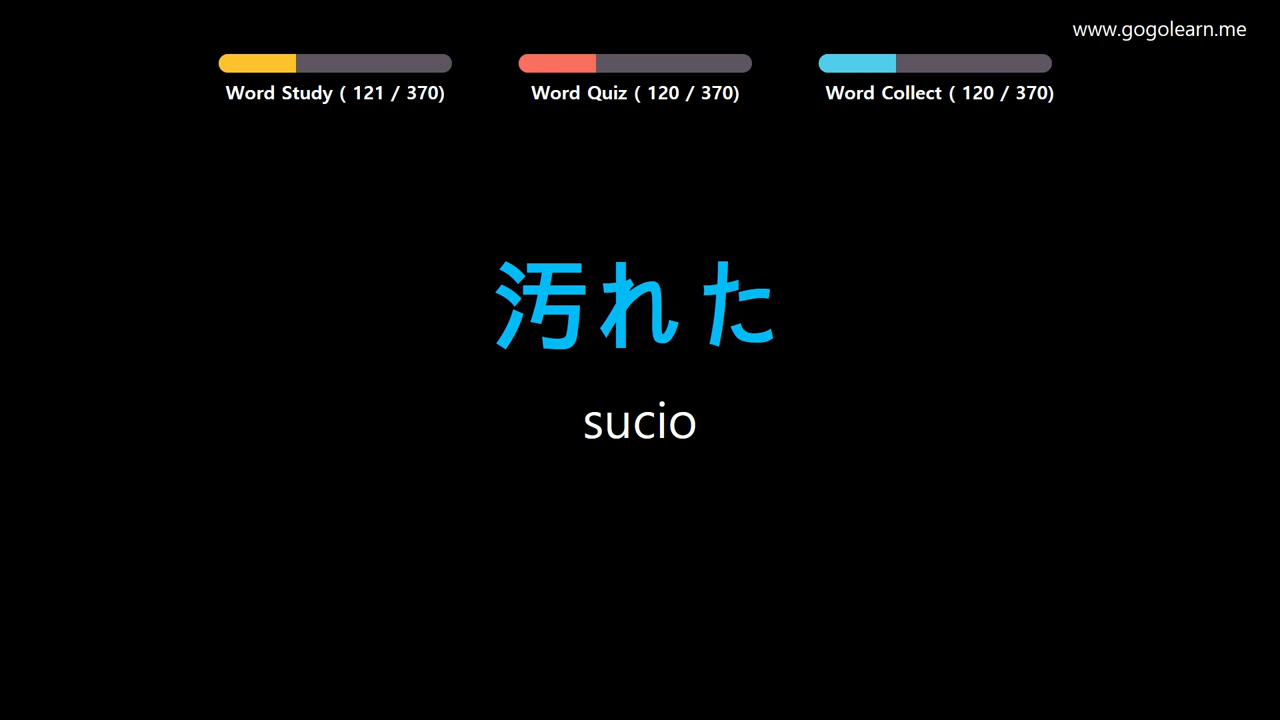 www.gogolearn.me
Word Study ( 121 / 370)
Word Quiz ( 120 / 370)
Word Collect ( 120 / 370)
汚れた
sucio